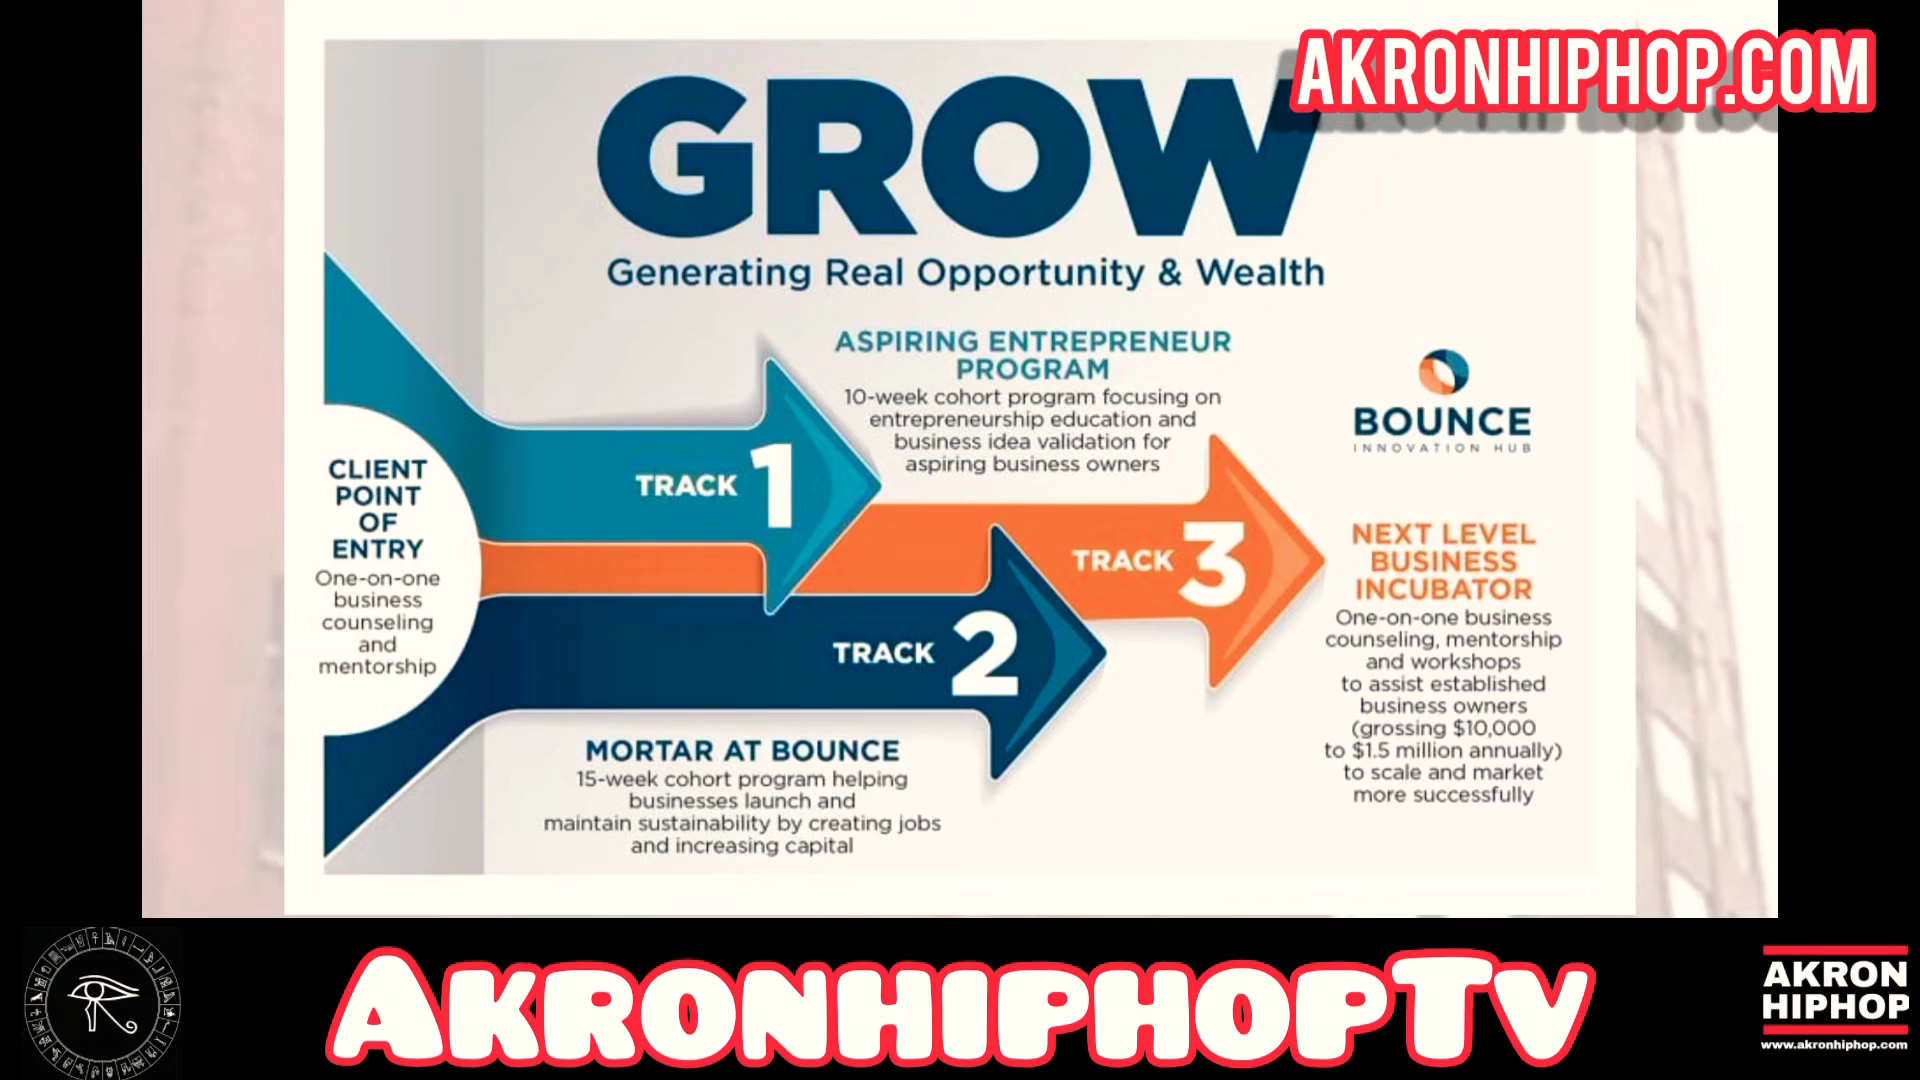 AKRONHIPHOP.COM
GROW
Generating Real Opportunity & Wealth
ASPIRING ENTREPRENEUR
PROGRAM
10-week cohort program focusing on
entrepreneurship education and
business idea validation for
aspiring business owners
BOUNCE
INNOVATION HUB
CLIENT
POINT
OF
ENTRY
One-on-one
business
counseling
and
mentorship
TRACK 1
TRACK 3
TRACK 2
NEXT LEVEL
BUSINESS
INCUBATOR
One-on-one business
counseling, mentorship
and workshops
to assist established
business owners
(grossing $10,000
to $1.5 million annually)
to scale and market
more successfully
MORTAR AT BOUNCE
15-week cohort program helping
businesses launch and
maintain sustainability by creating jobs
and increasing capital
AKRONHIPHOPTV
AKRON
HIPHOP
www.akronhiphop.com